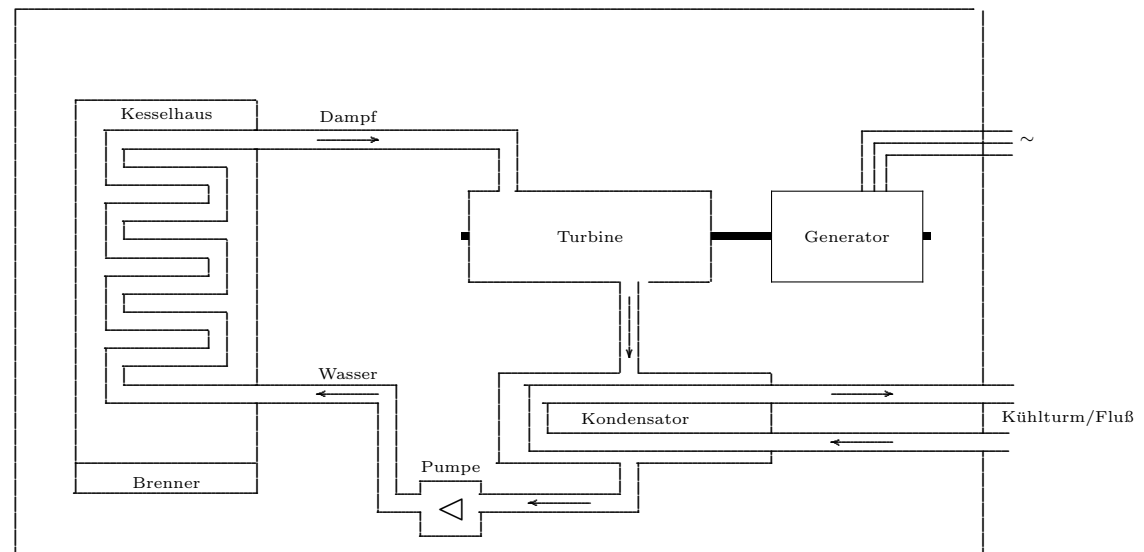 Kesselhaus
Dampf
~
Turbine
Generator
Wasser
Kondensator
Kühlturm/Fluß
Pumpe
Brenner